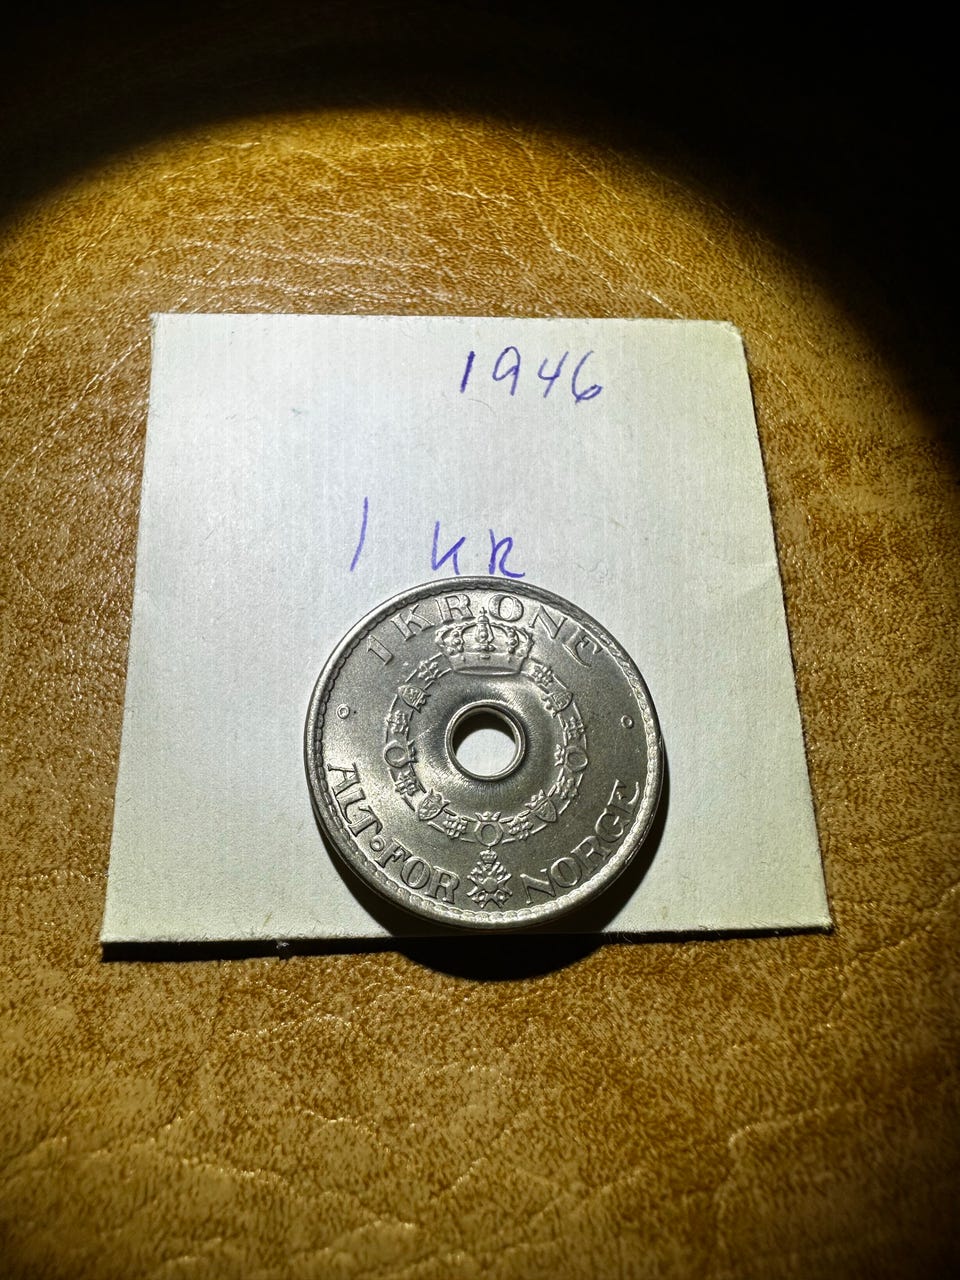 1946
1 KR
1 KRONE
ALT·FOR NORGE